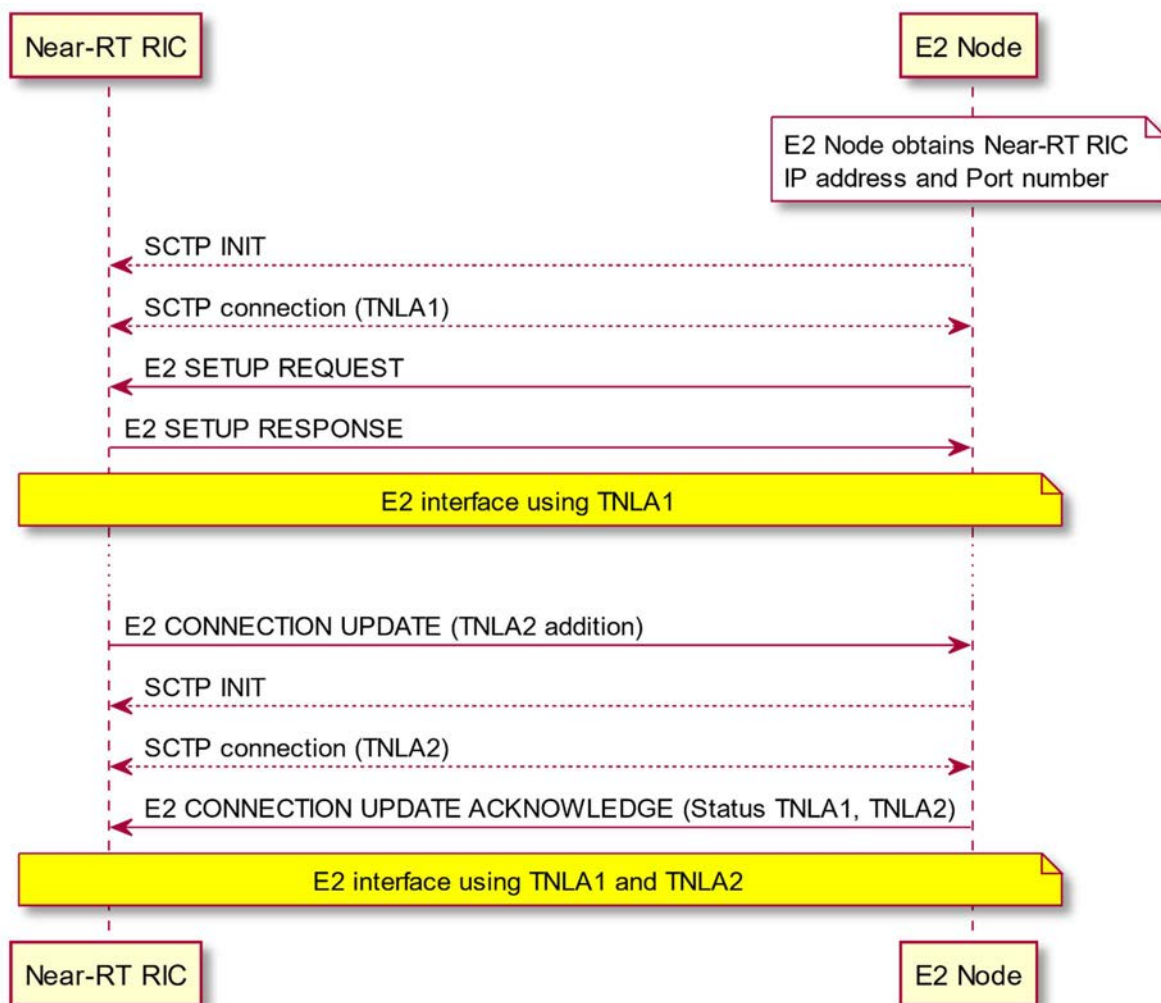 Near-RT RIC
E2 Node
E2 Node obtains Near-RT RIC
IP address and Port number
SCTP INIT
SCTP connection (TNLA1)
E2 SETUP REQUEST
E2 SETUP RESPONSE
E2 interface using TNLA1
E2 CONNECTION UPDATE (TNLA2 addition)
SCTP INIT
SCTP connection (TNLA2)
E2 CONNECTION UPDATE ACKNOWLEDGE (Status TNLA1, TNLA2)
E2 interface using TNLA1 and TNLA2
Near-RT RIC
E2 Node